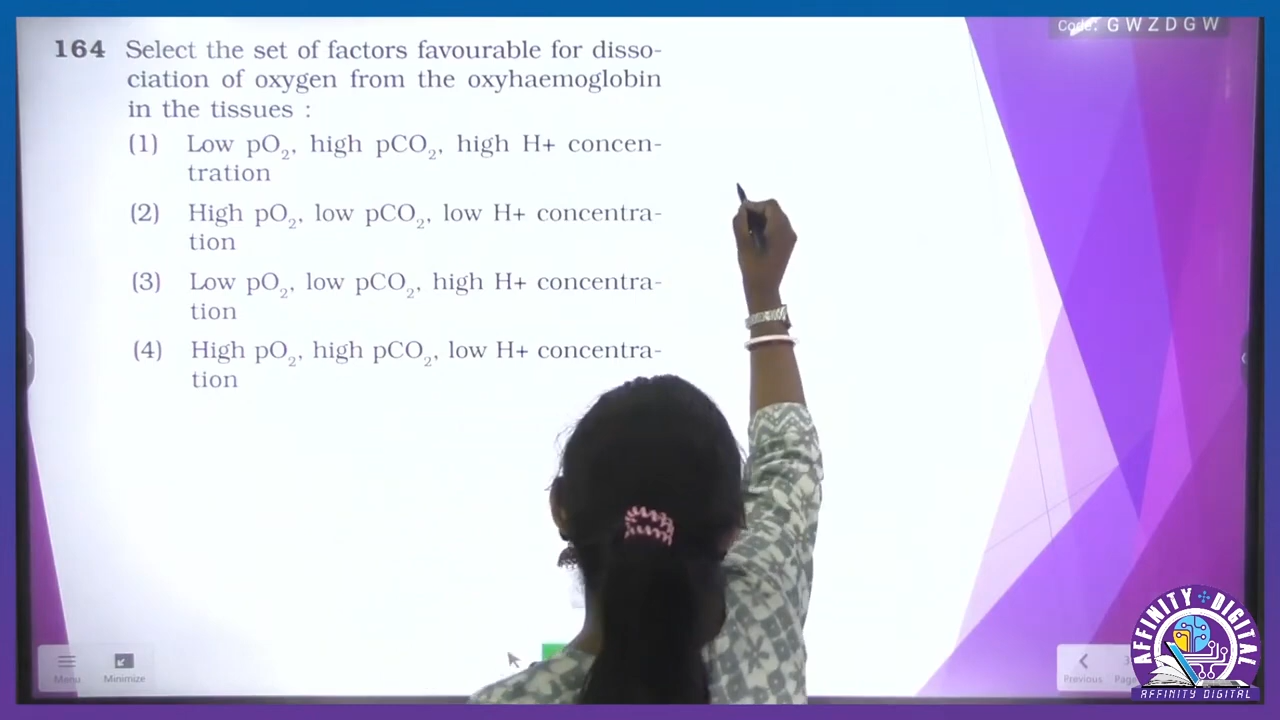 Code: G W Z D G W
164 Select the set of factors favourable for disso-
ciation of oxygen from the oxyhaemoglobin
in the tissues :
(1) Low pO₂, high pCO₂, high H+ concen-
tration
(2) High pO₂, low pCO₂, low H+ concentra-
tion
(3) Low pO₂, low pCO₂, high H+ concentra-
tion
(4) High pO₂, high pCO₂, low H+ concentra-
tion
Menu
Minimize
Previous
AFFINITY DIGITAL
AFFINITY DIGITAL